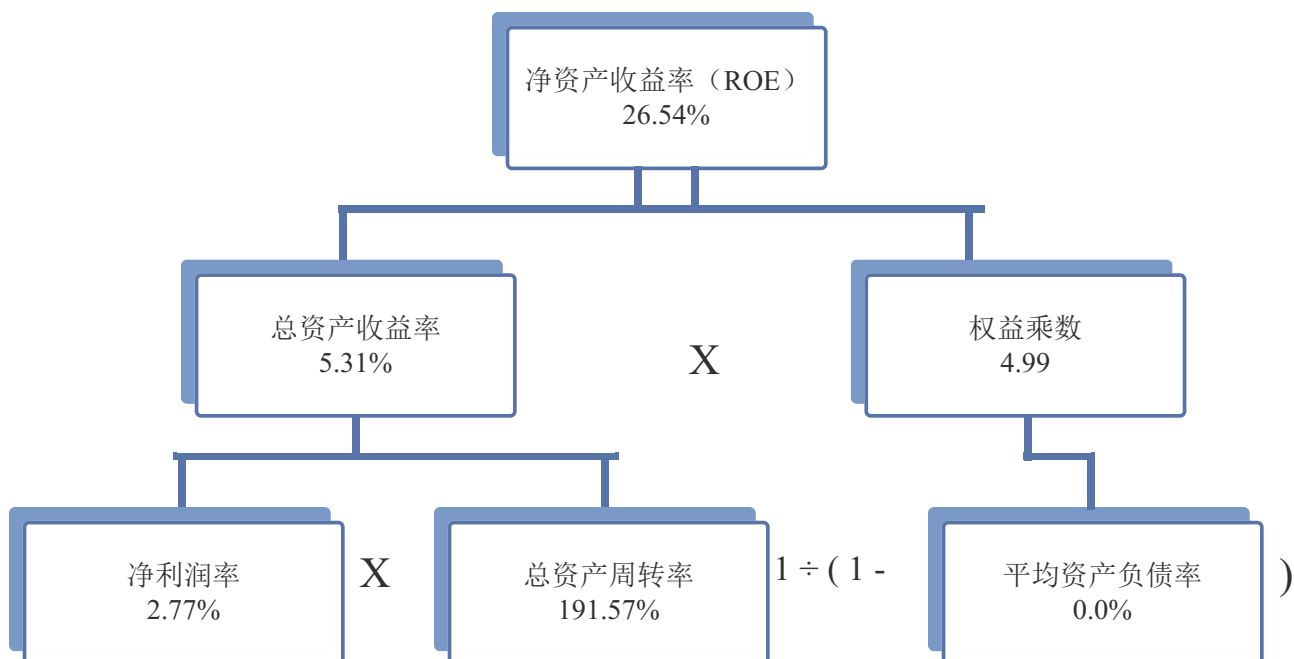 净资产收益率（ROE）
26.54%
总资产收益率
5.31%
X
权益乘数
4.99
净利润率
2.77%
X
总资产周转率
191.57%
1 ÷ ( 1 -
平均资产负债率
0.0%
)